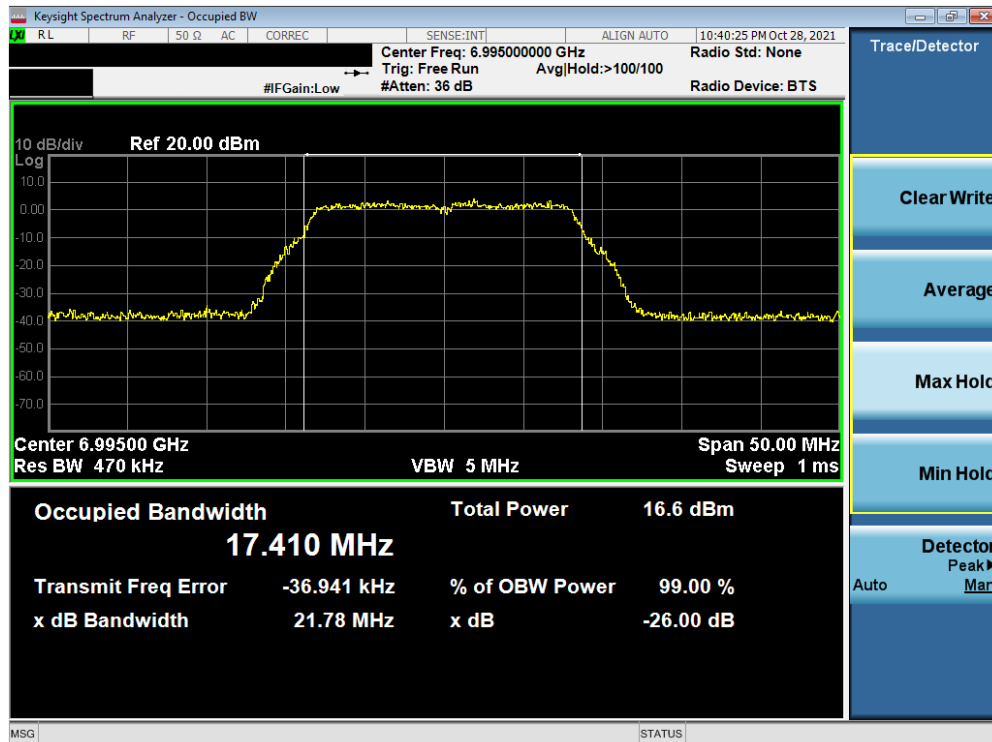 Keysight Spectrum Analyzer - Occupied BW
LXI RL RF 50 Ω AC CORREC SENSE:INT ALIGN AUTO 10:40:25 PM Oct 28, 2021
Center Freq: 6.995000000 GHz Radio Std: None
Trig: Free Run Avg|Hold:>100/100
#IFGain:Low #Atten: 36 dB Radio Device: BTS
Trace/Detector
10 dB/div Ref 20.00 dBm
Log
10.0
0.00
-10.0
-20.0
-30.0
-40.0
-50.0
-60.0
-70.0
Center 6.99500 GHz Span 50.00 MHz
Res BW 470 kHz VBW 5 MHz Sweep 1 ms
Occupied Bandwidth Total Power 16.6 dBm
17.410 MHz
Transmit Freq Error -36.941 kHz % of OBW Power 99.00 %
x dB Bandwidth 21.78 MHz x dB -26.00 dB
Clear Write
Average
Max Hold
Min Hold
Detector
Peak
Auto Man
MSG STATUS